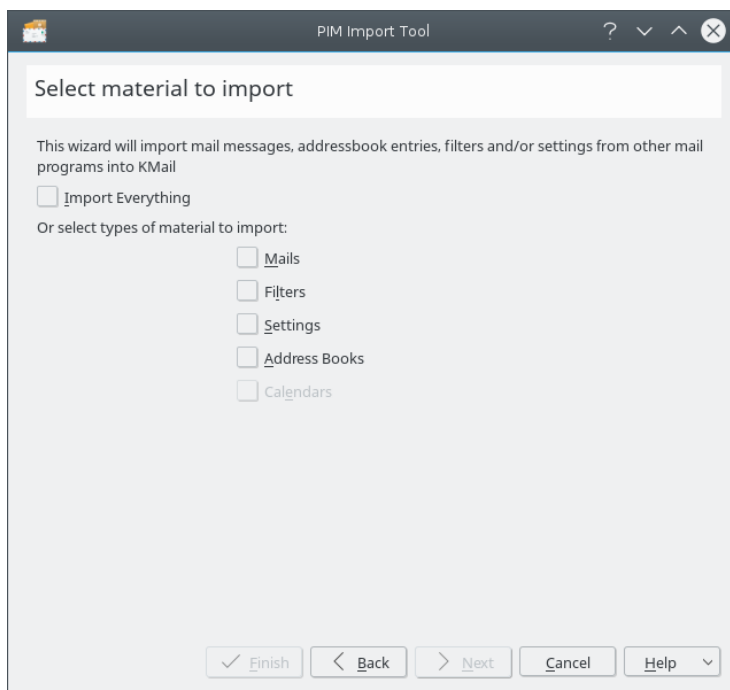 PIM Import Tool
Select material to import
This wizard will import mail messages, addressbook entries, filters and/or settings from other mail
programs into KMail
Import Everything
Or select types of material to import:
Mails
Filters
Settings
Address Books
Calendars
Finish
Back
Next
Cancel
Help